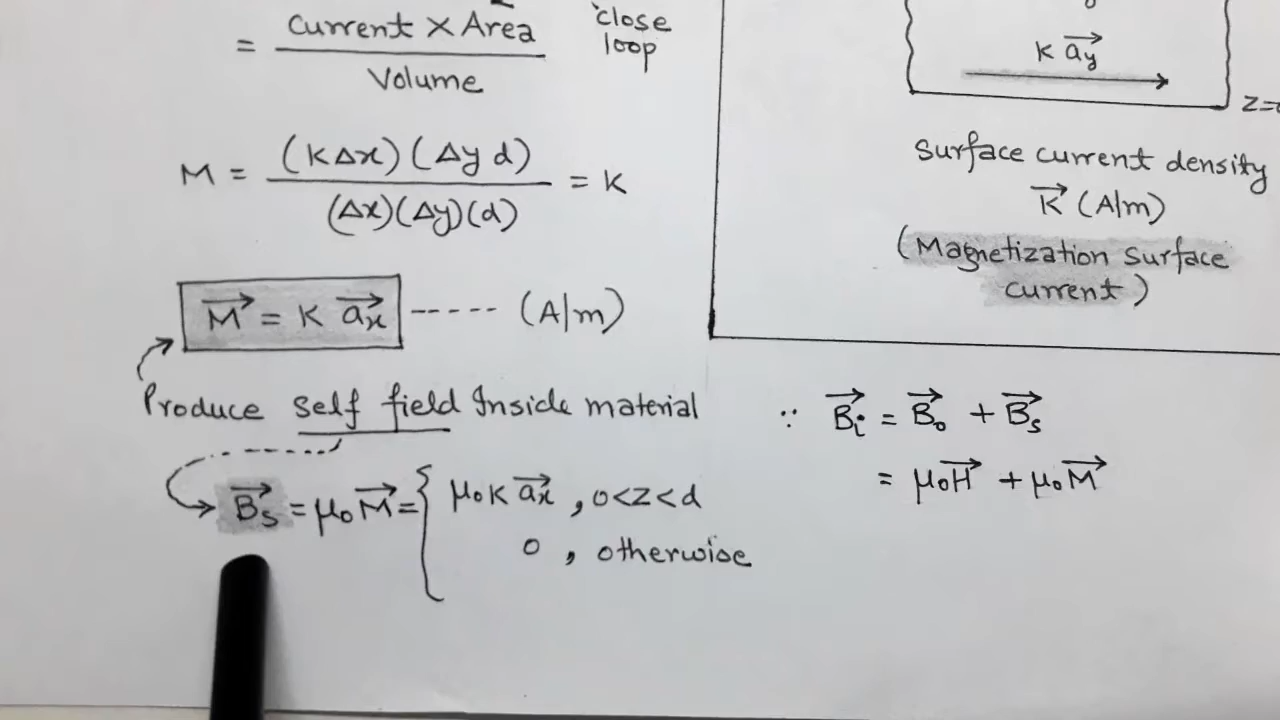 = Current × Area / Volume
close
loop
M = (KΔx)(Δy d) / (Δx)(Δy)(d) = K
M⃗ = K a⃗x ----- (A/m)
Produce self field Inside material
B⃗s = μ₀M⃗ = { μ₀K a⃗x , 0<z<d
0 , otherwise
K a⃗y
Surface current density
K⃗ (A/m)
(Magnetization surface
current)
∵ B⃗i = B⃗₀ + B⃗s
= μ₀H⃗ + μ₀M⃗